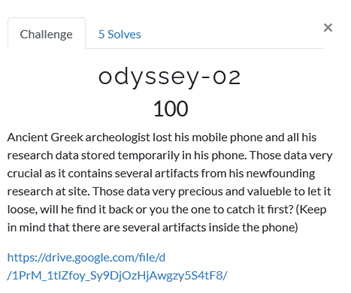 ×
Challenge
5 Solves
odyssey-02
100
Ancient Greek archeologist lost his mobile phone and all his
research data stored temporarily in his phone. Those data very
crucial as it contains several artifacts from his newfounding
research at site. Those data very precious and valueble to let it
loose, will he find it back or you the one to catch it first? (Keep
in mind that there are several artifacts inside the phone)
https://drive.google.com/file/d
/1PrM_1tlZfoy_Sy9DjOzHjAwgzy5S4tF8/